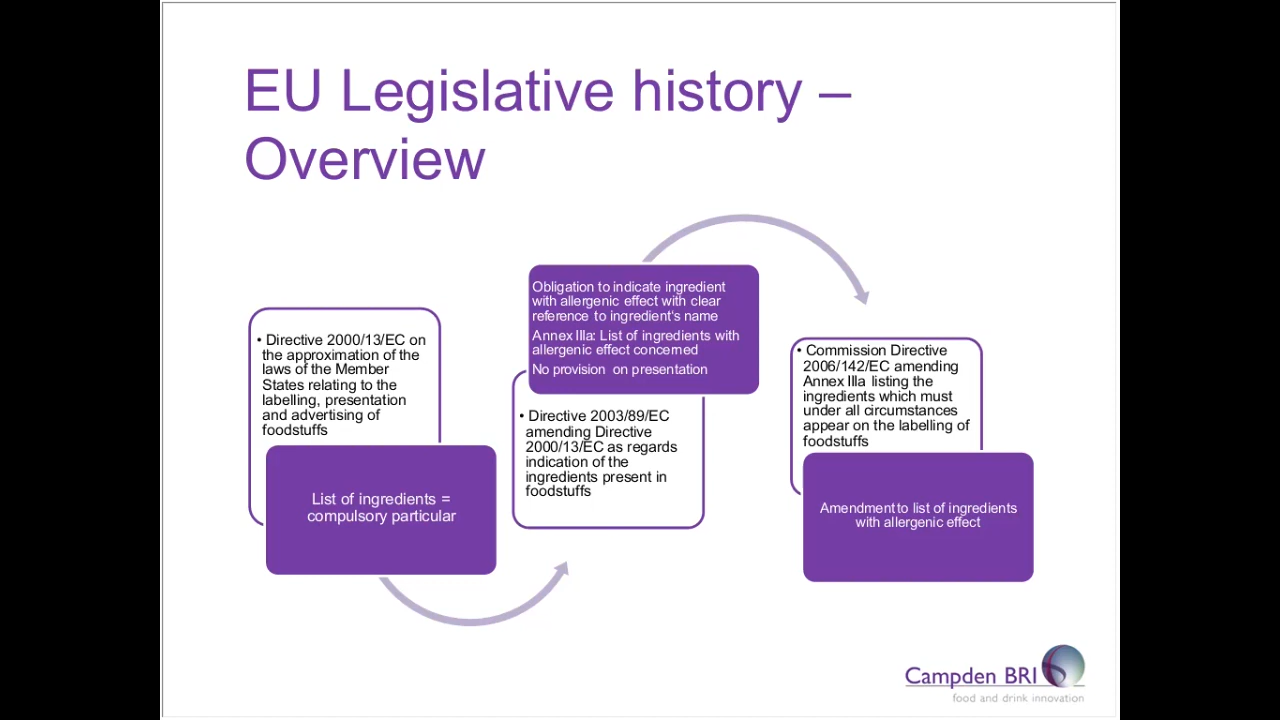 EU Legislative history –
Overview
• Directive 2000/13/EC on
the approximation of the
laws of the Member
States relating to the
labelling, presentation
and advertising of
foodstuffs
List of ingredients =
compulsory particular
Obligation to indicate ingredient
with allergenic effect with clear
reference to ingredient's name
Annex IIIa: List of ingredients with
allergenic effect concerned
No provision on presentation
• Directive 2003/89/EC
amending Directive
2000/13/EC as regards
indication of the
ingredients present in
foodstuffs
• Commission Directive
2006/142/EC amending
Annex IIIa listing the
ingredients which must
under all circumstances
appear on the labelling of
foodstuffs
Amendment to list of ingredients
with allergenic effect
Campden BRI
food and drink innovation